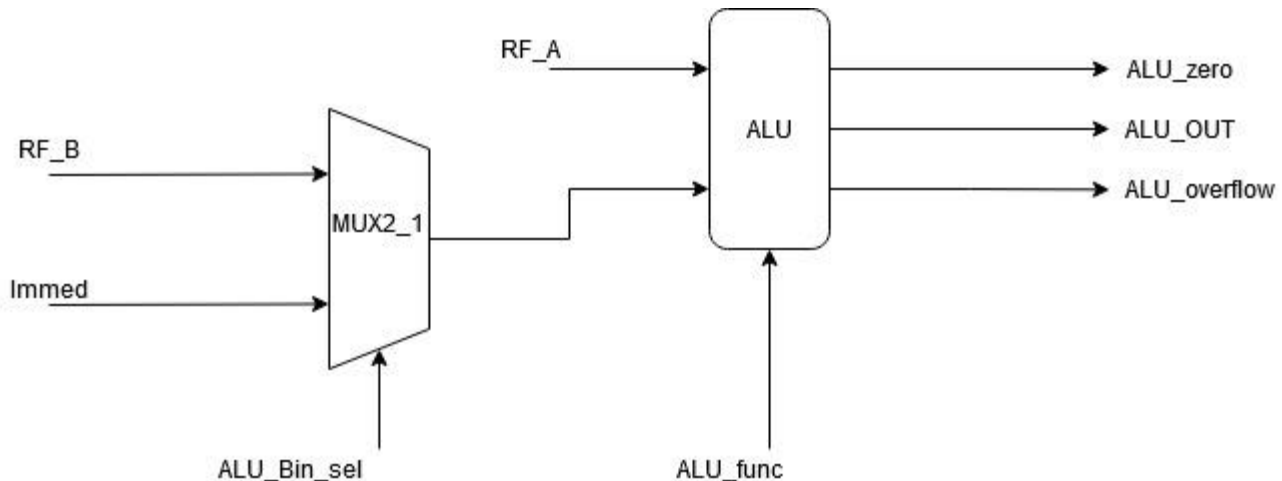 RF_A
ALU_zero
ALU
ALU_OUT
RF_B
ALU_overflow
MUX2_1
Immed
ALU_Bin_sel
ALU_func